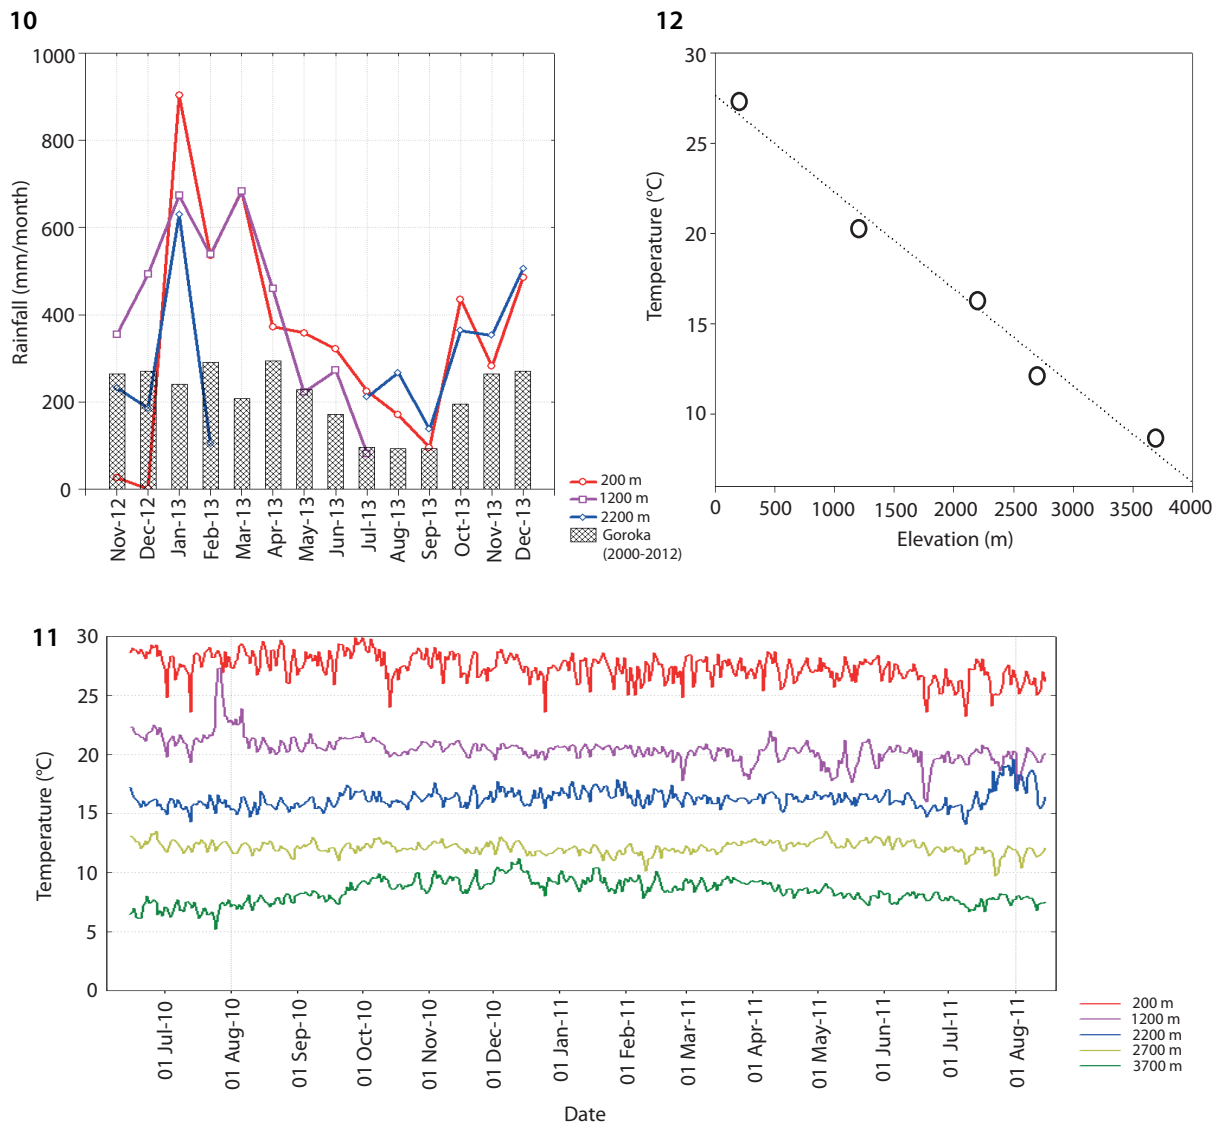 10
1000
800
600
400
200
0
Rainfall (mm/month)
Nov-12
Dec-12
Jan-13
Feb-13
Mar-13
Apr-13
May-13
Jun-13
Jul-13
Aug-13
Sep-13
Oct-13
Nov-13
Dec-13
200 m
1200 m
2200 m
Goroka
(2000-2012)
12
30
25
20
15
10
Temperature (°C)
0 500 1000 1500 2000 2500 3000 3500 4000
Elevation (m)
11
30
25
20
15
10
5
0
Temperature (°C)
01 Jul-10
01 Aug-10
01 Sep-10
01 Oct-10
01 Nov-10
01 Dec-10
01 Jan-11
01 Feb-11
01 Mar-11
01 Apr-11
01 May-11
01 Jun-11
01 Jul-11
01 Aug-11
Date
200 m
1200 m
2200 m
2700 m
3700 m